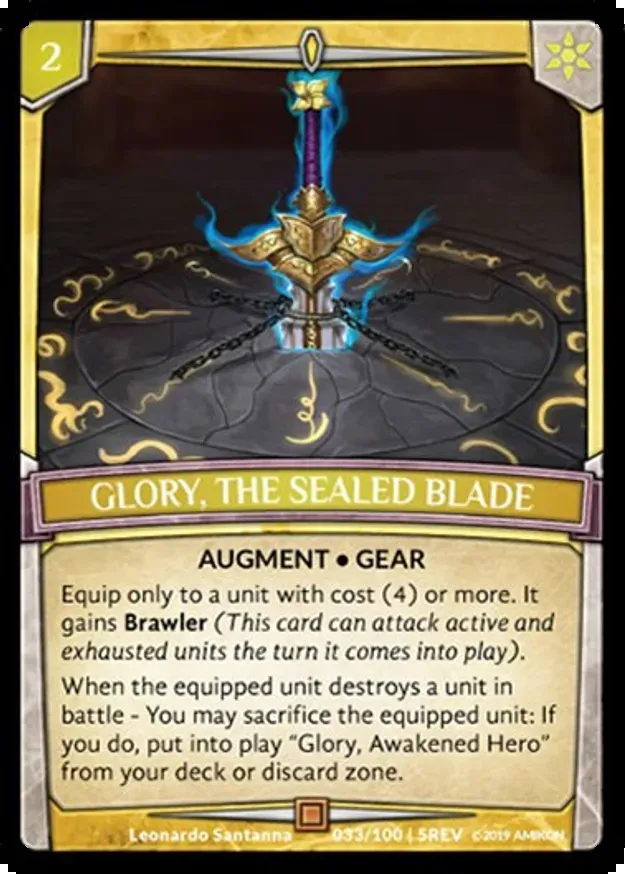 2
GLORY, THE SEALED BLADE
AUGMENT • GEAR
Equip only to a unit with cost (4) or more. It
gains Brawler (This card can attack active and
exhausted units the turn it comes into play).
When the equipped unit destroys a unit in
battle - You may sacrifice the equipped unit: If
you do, put into play “Glory, Awakened Hero”
from your deck or discard zone.
Leonardo Santanna 033/100 | 5REV ©2019 AMIKON